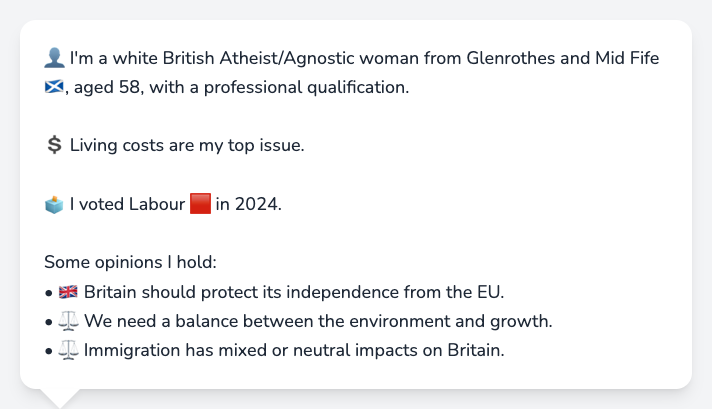 👤 I'm a white British Atheist/Agnostic woman from Glenrothes and Mid Fife
🏴󠁧󠁢󠁳󠁣󠁴󠁿, aged 58, with a professional qualification.
💲 Living costs are my top issue.
🗳️ I voted Labour 🟥 in 2024.
Some opinions I hold:
• 🇬🇧 Britain should protect its independence from the EU.
• ⚖️ We need a balance between the environment and growth.
• ⚖️ Immigration has mixed or neutral impacts on Britain.